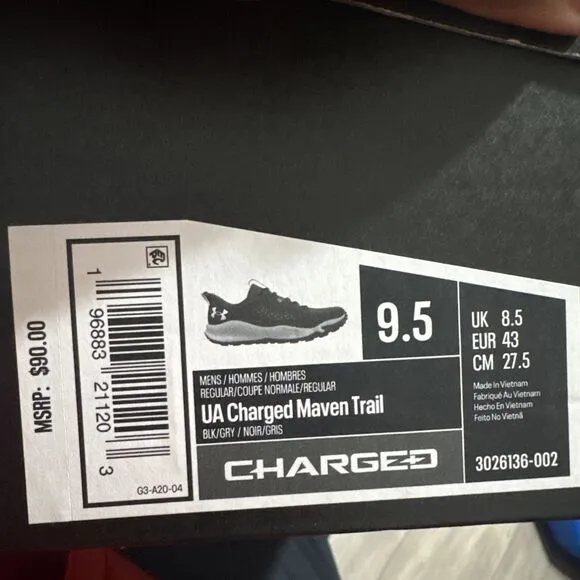 MSRP: $90.00
1 96883 21120 3
G3-A20-04
9.5
UK 8.5
EUR 43
CM 27.5
Made in Vietnam
Fabriqué Au Vietnam
Hecho En Vietnam
Feito No Vietnã
MENS / HOMMES / HOMBRES
REGULAR/COUPE NORMALE/REGULAR
UA Charged Maven Trail
BLK/GRY / NOIR/GRIS
CHARGED
3026136-002